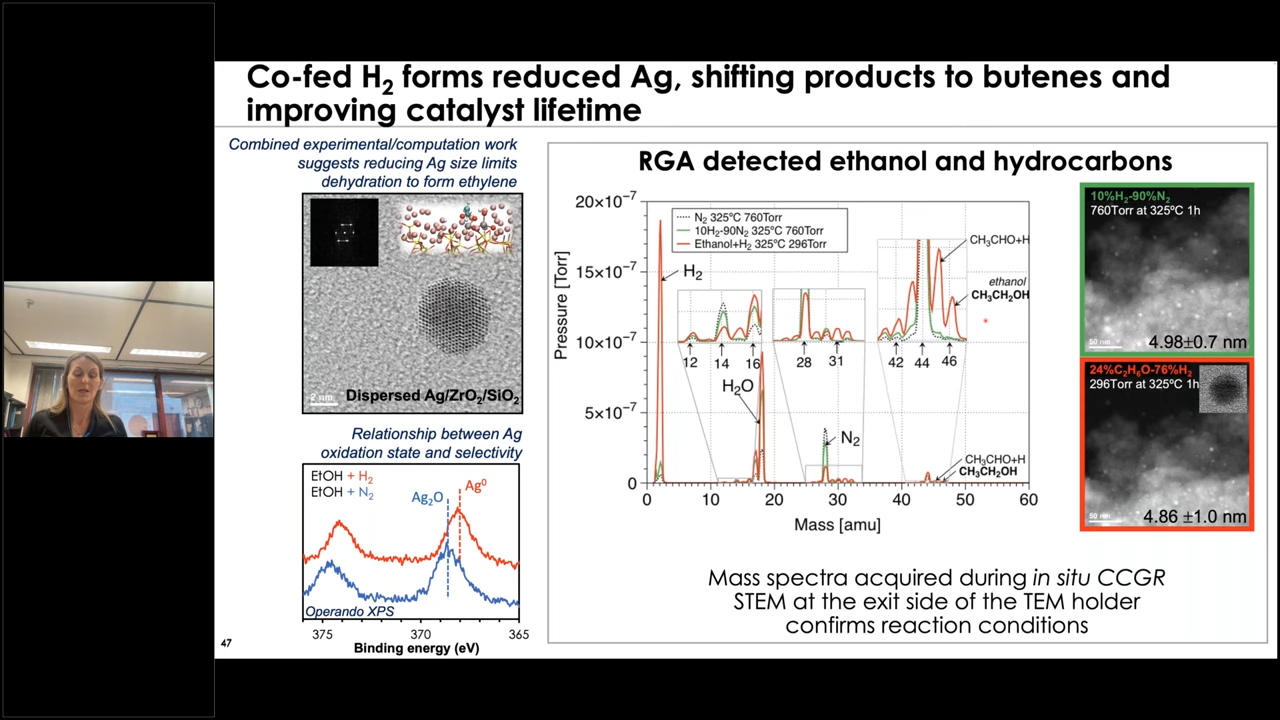 Co-fed H₂ forms reduced Ag, shifting products to butenes and
improving catalyst lifetime
Combined experimental/computation work
suggests reducing Ag size limits
dehydration to form ethylene
2 nm
Dispersed Ag/ZrO₂/SiO₂
Relationship between Ag
oxidation state and selectivity
EtOH + H₂
EtOH + N₂
Ag₂O
Ag⁰
Operando XPS
375
370
365
Binding energy (eV)
47
RGA detected ethanol and hydrocarbons
Pressure [Torr]
20×10⁻⁷
15×10⁻⁷
10×10⁻⁷
5×10⁻⁷
0
N₂ 325ºC 760Torr
10H₂-90N₂ 325ºC 760Torr
Ethanol+H₂ 325ºC 296Torr
H₂
12
14
16
28
31
42
44
46
CH₃CHO+H
ethanol
CH₃CH₂OH
H₂O
N₂
CH₃CHO+H
CH₃CH₂OH
0
10
20
30
40
50
60
Mass [amu]
10%H₂-90%N₂
760Torr at 325ºC 1h
50 nm
4.98±0.7 nm
24%C₂H₆O-76%H₂
296Torr at 325ºC 1h
50 nm
4.86 ±1.0 nm
Mass spectra acquired during in situ CCGR
STEM at the exit side of the TEM holder
confirms reaction conditions